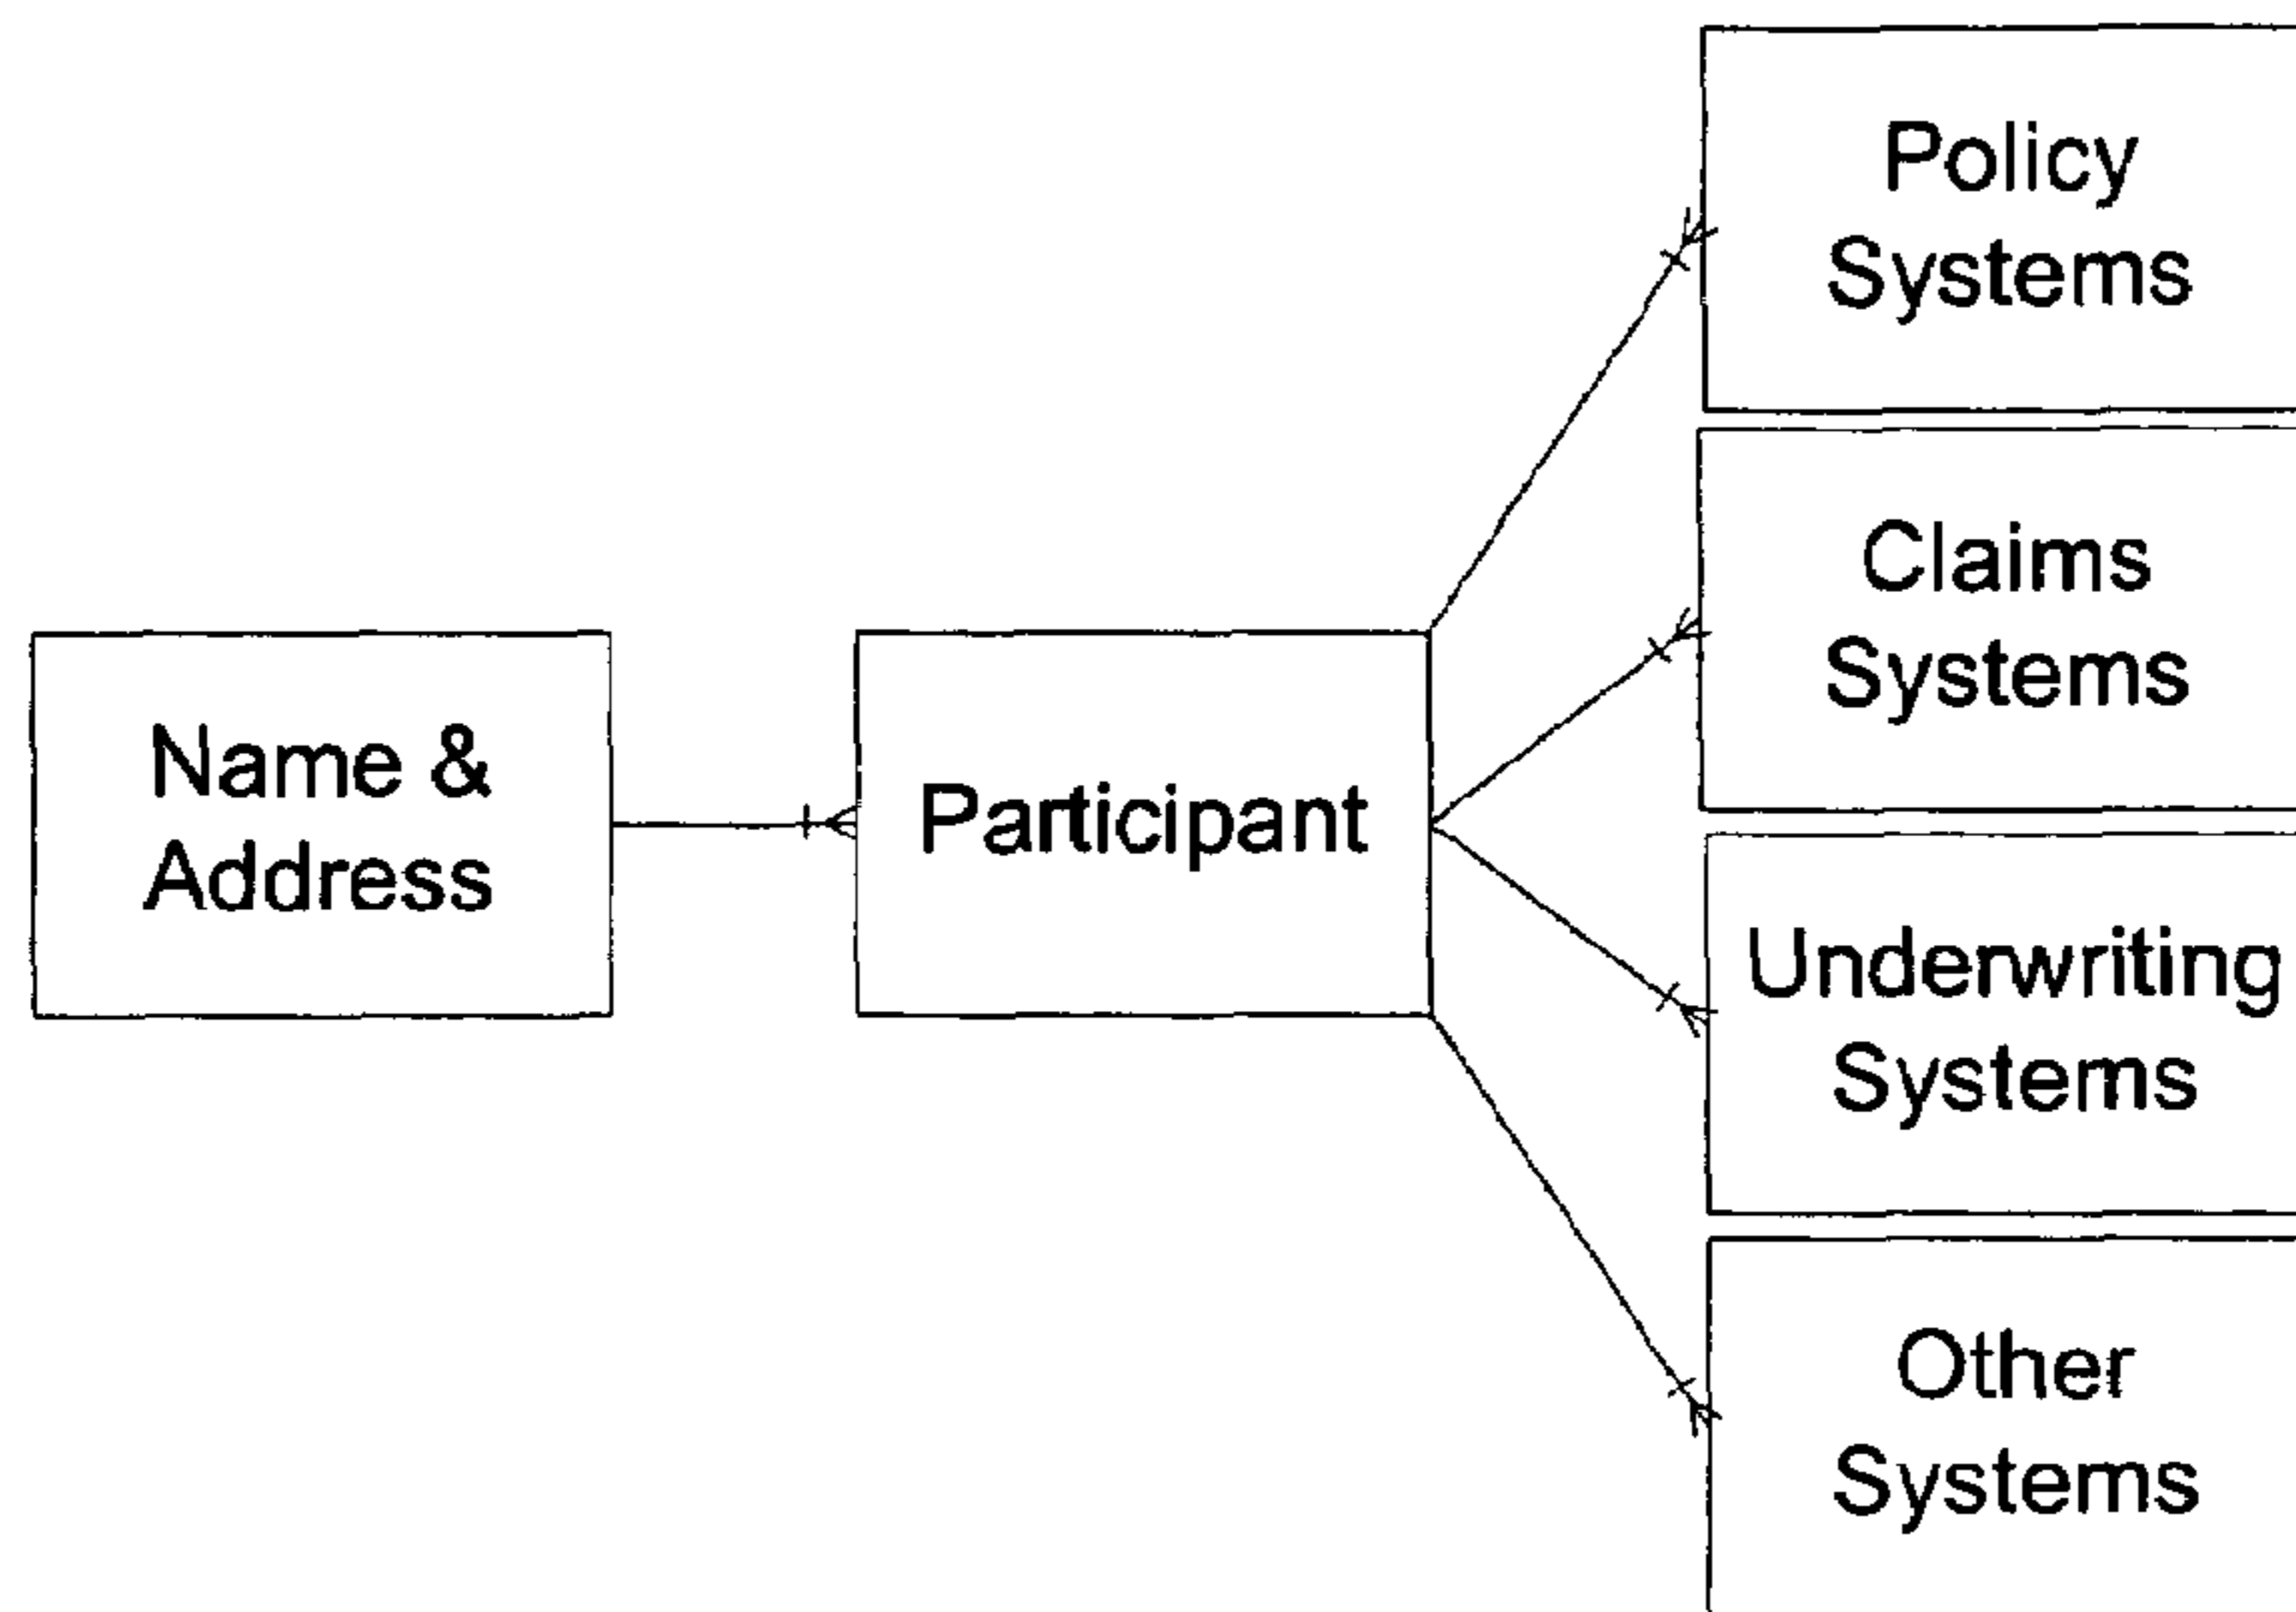 Policy
Systems
Claims
Systems
Name &
Address
Participant
Underwriting
Systems
Other
Systems